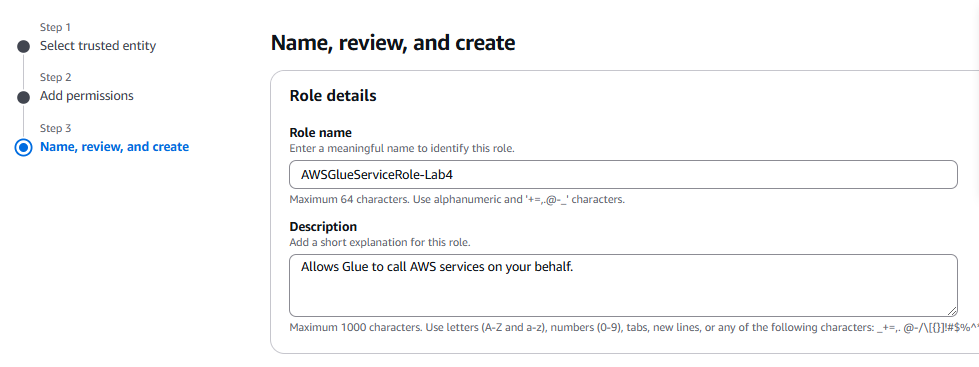 Step 1
Select trusted entity
Step 2
Add permissions
Step 3
Name, review, and create
Name, review, and create
Role details
Role name
Enter a meaningful name to identify this role.
AWSGlueServiceRole-Lab4
Maximum 64 characters. Use alphanumeric and '+=,.@-_' characters.
Description
Add a short explanation for this role.
Allows Glue to call AWS services on your behalf.
Maximum 1000 characters. Use letters (A-Z and a-z), numbers (0-9), tabs, new lines, or any of the following characters: _+=,. @-/\[{}]!#$%^